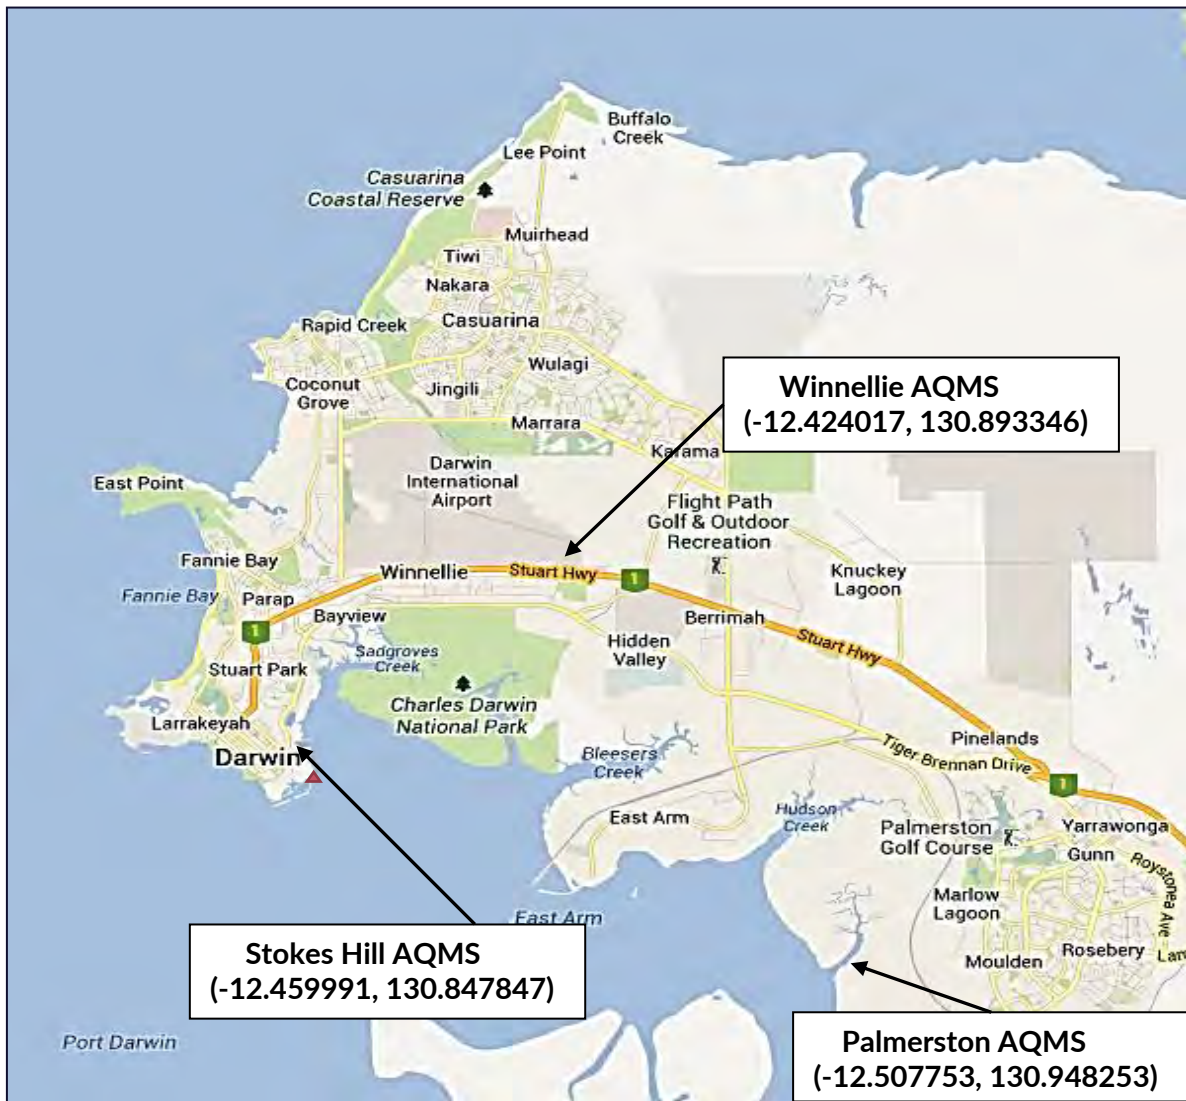 Buffalo
Creek
Lee Point
Casuarina
Coastal Reserve
Muirhead
Tiwi
Nakara
Casuarina
Rapid Creek
Wulagi
Coconut
Grove
Jingili
Winnellie AQMS
(-12.424017, 130.893346)
Marrara
Karama
Darwin
International
Airport
East Point
Flight Path
Golf & Outdoor
Recreation
Fannie Bay
Winnellie
Stuart Hwy
1
Knuckey
Lagoon
Fannie Bay
Parap
Bayview
Berrimah
1
Stuart Hwy
Hidden
Valley
Sadgroves
Creek
Stuart Park
Charles Darwin
National Park
Larrakeyah
Darwin
Bleesers
Creek
Pinelands
Tiger Brennan Drive
1
East Arm
Hudson
Creek
Palmerston
Golf Course
Yarrawonga
Gunn
Roystonea Ave
Marlow
Lagoon
East Arm
Rosebery
Lan
Moulden
Stokes Hill AQMS
(-12.459991, 130.847847)
Port Darwin
Palmerston AQMS
(-12.507753, 130.948253)